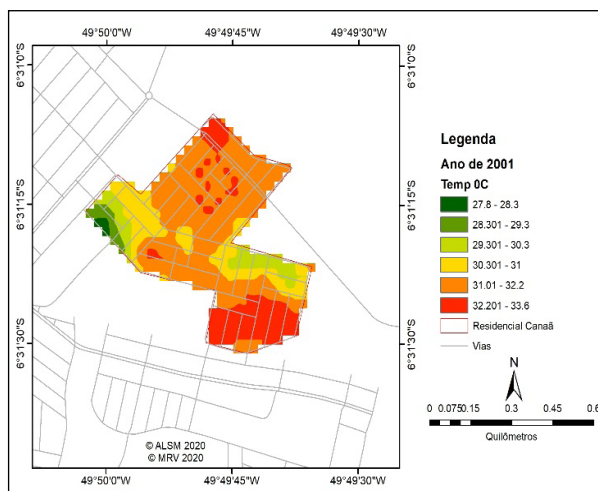 49°50'0"W 49°49'45"W 49°49'30"W
6°31'0"S 6°31'0"S
6°31'15"S 6°31'15"S
6°31'30"S 6°31'30"S
Legenda
Ano de 2001
Temp 0C
27.8 - 28.3
28.301 - 29.3
29.301 - 30.3
30.301 - 31
31.01 - 32.2
32.201 - 33.6
Residencial Canaã
Vias
N
0 0.0750.15 0.3 0.45 0.6
Quilômetros
© ALSM 2020
© MRV 2020
49°50'0"W 49°49'45"W 49°49'30"W